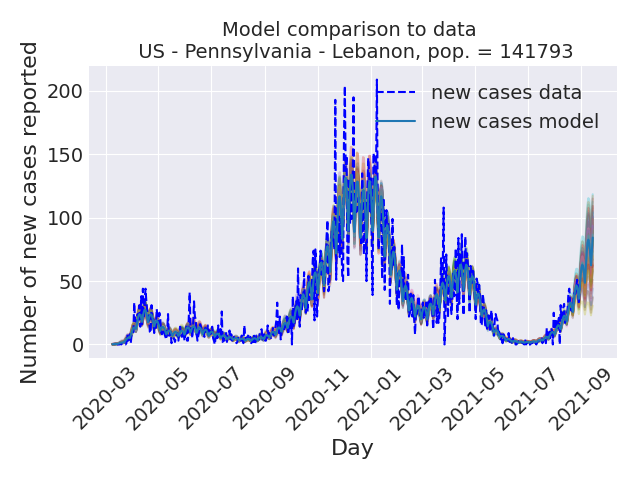 Model comparison to data
US - Pennsylvania - Lebanon, pop. = 141793
Number of new cases reported
200
150
100
50
0
new cases data
new cases model
2020-03
2020-05
2020-07
2020-09
2020-11
2021-01
2021-03
2021-05
2021-07
2021-09
Day